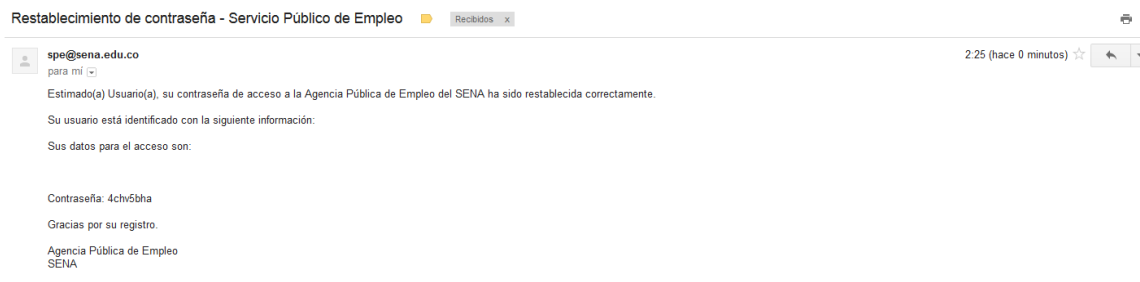 Restablecimiento de contraseña - Servicio Público de Empleo Recibidos x
spe@sena.edu.co 2:25 (hace 0 minutos)
para mí
Estimado(a) Usuario(a), su contraseña de acceso a la Agencia Pública de Empleo del SENA ha sido restablecida correctamente.
Su usuario está identificado con la siguiente información:
Sus datos para el acceso son:
Contraseña: 4chv5bha
Gracias por su registro.
Agencia Pública de Empleo
SENA